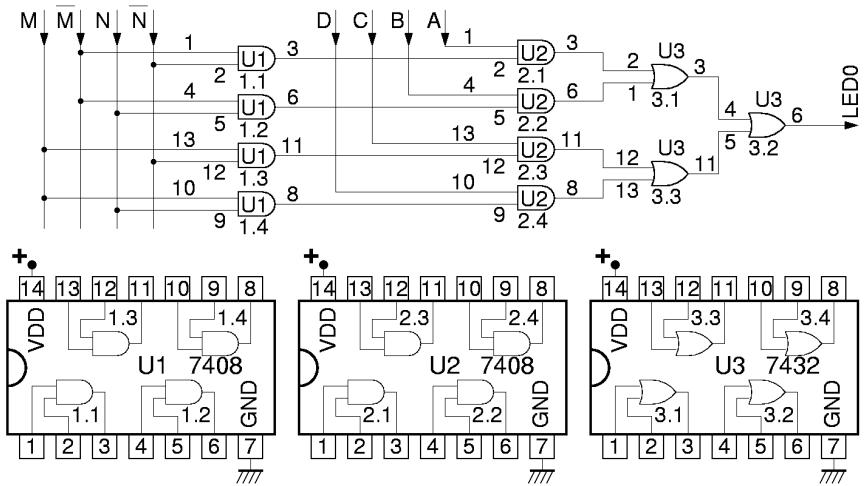 M M N N D C B A
1 3 1 3
U1 U2 U3
2 1.1 2 2.1 2 3
4 6 4 6 1 3.1
U1 U2 4 U3 6 LED0
5 1.2 5 2.2
13 11 13 11 U3 5 3.2
U1 U2 12 11
12 1.3 12 2.3
10 8 10 8 13 3.3
U1 U2
9 1.4 9 2.4
+ + +
14 13 12 11 10 9 8 14 13 12 11 10 9 8 14 13 12 11 10 9 8
1.3 1.4 2.3 2.4 3.3 3.4
VDD VDD VDD
U1 7408 U2 7408 U3 7432
1.1 1.2 GND 2.1 2.2 GND 3.1 3.2 GND
1 2 3 4 5 6 7 1 2 3 4 5 6 7 1 2 3 4 5 6 7